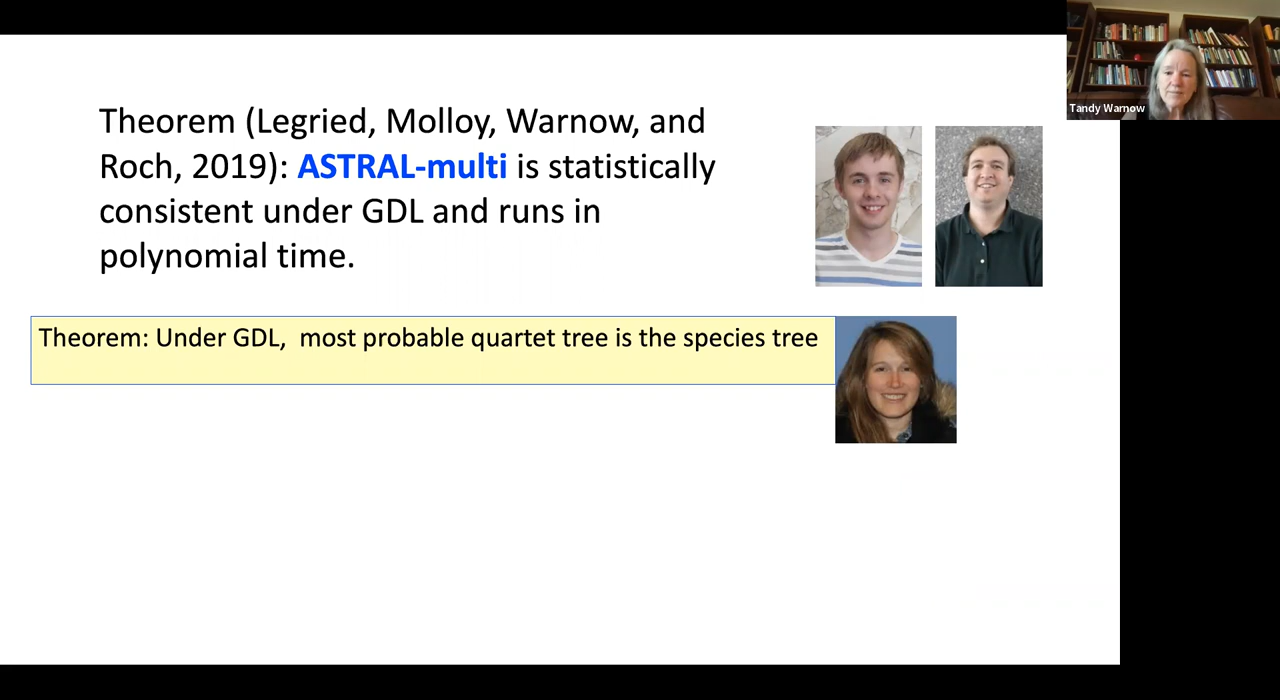 Theorem (Legried, Molloy, Warnow, and
Roch, 2019): ASTRAL-multi is statistically
consistent under GDL and runs in
polynomial time.
Theorem: Under GDL,  most probable quartet tree is the species tree
Tandy Warnow